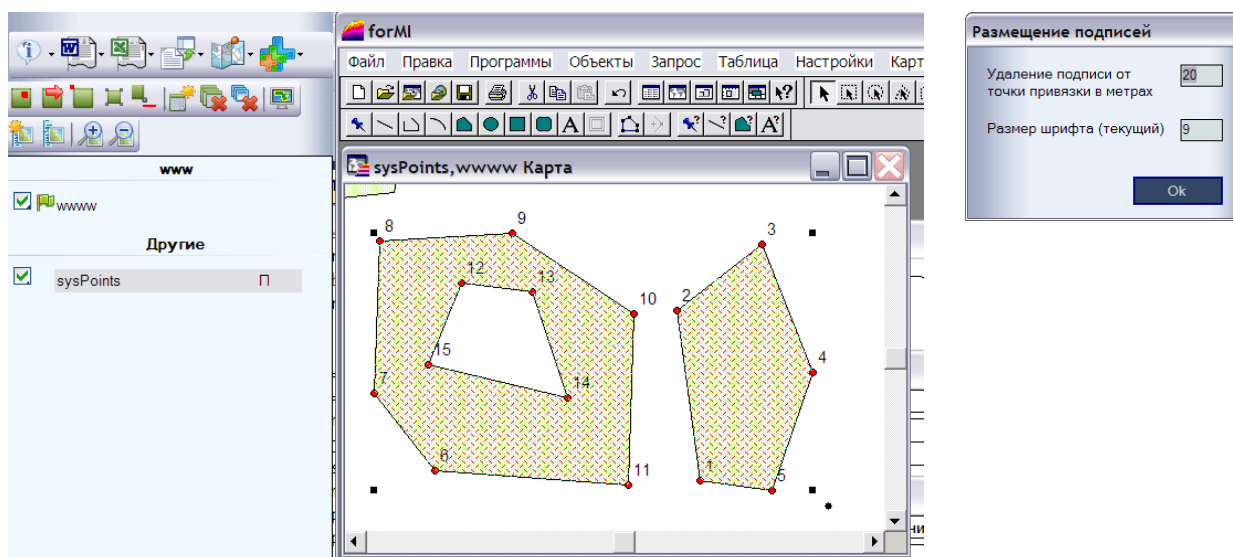 www
wwww
Другие
sysPoints П
forMI
Файл Правка Программы Объекты Запрос Таблица Настройки Карт
sysPoints,wwww Карта
8
9
3
12
13
10
2
15
4
7
14
6
11
1
5
ни
Размещение подписей
Удаление подписи от 20
точки привязки в метрах
Размер шрифта (текущий) 9
Ok